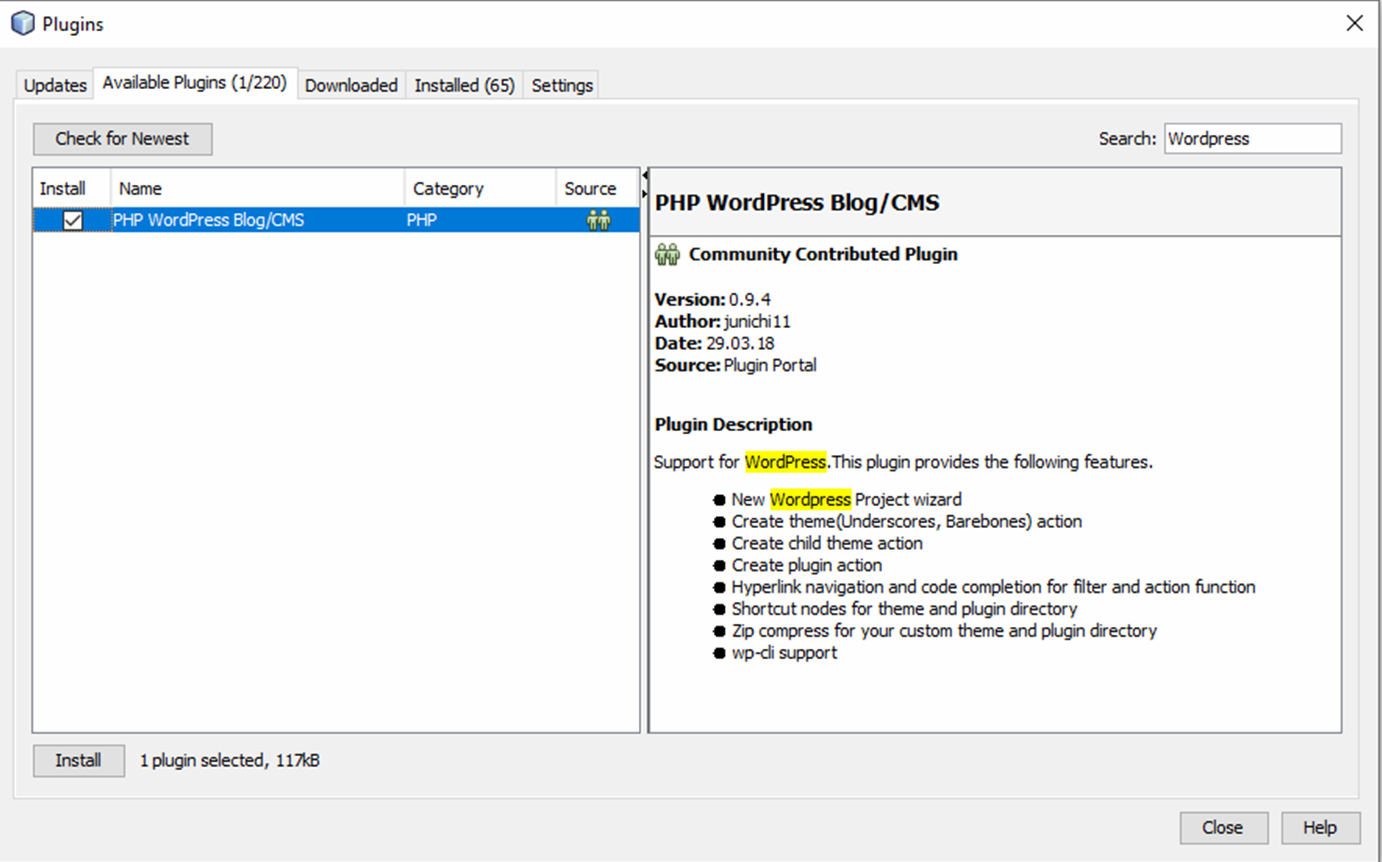 Plugins
Updates Available Plugins (1/220) Downloaded Installed (65) Settings
Check for Newest Search: Wordpress
Install Name Category Source
PHP WordPress Blog/CMS PHP
PHP WordPress Blog/CMS
Community Contributed Plugin
Version: 0.9.4
Author: junichi11
Date: 29.03.18
Source: Plugin Portal
Plugin Description
Support for WordPress.This plugin provides the following features.
● New Wordpress Project wizard
● Create theme(Underscores, Barebones) action
● Create child theme action
● Create plugin action
● Hyperlink navigation and code completion for filter and action function
● Shortcut nodes for theme and plugin directory
● Zip compress for your custom theme and plugin directory
● wp-cli support
Install 1 plugin selected, 117kB
Close Help